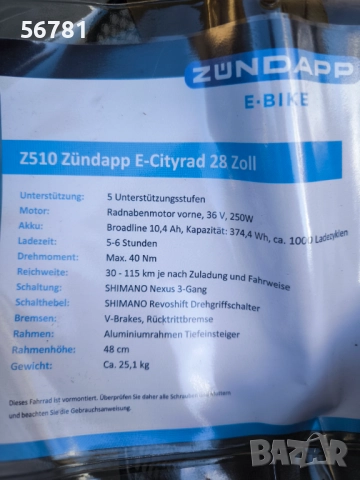 56781
ZÜNDAPP
E•BIKE
Z510 Zündapp E-Cityrad 28 Zoll
Unterstützung: 5 Unterstützungsstufen
Motor: Radnabenmotor vorne, 36 V, 250W
Akku: Broadline 10,4 Ah, Kapazität: 374,4 Wh, ca. 1000 Ladezyklen
Ladezeit: 5-6 Stunden
Drehmoment: Max. 40 Nm
Reichweite: 30 - 115 km je nach Zuladung und Fahrweise
Schaltung: SHIMANO Nexus 3-Gang
Schalthebel: SHIMANO Revoshift Drehgriffschalter
Bremsen: V-Brakes, Rücktrittbremse
Rahmen: Aluminiumrahmen Tiefeinsteiger
Rahmenhöhe: 48 cm
Gewicht: Ca. 25,1 kg
Dieses Fahrrad ist vormontiert. Überprüfen Sie daher alle Schrauben und Muttern
und beachten Sie die Gebrauchsanweisung.
bazar